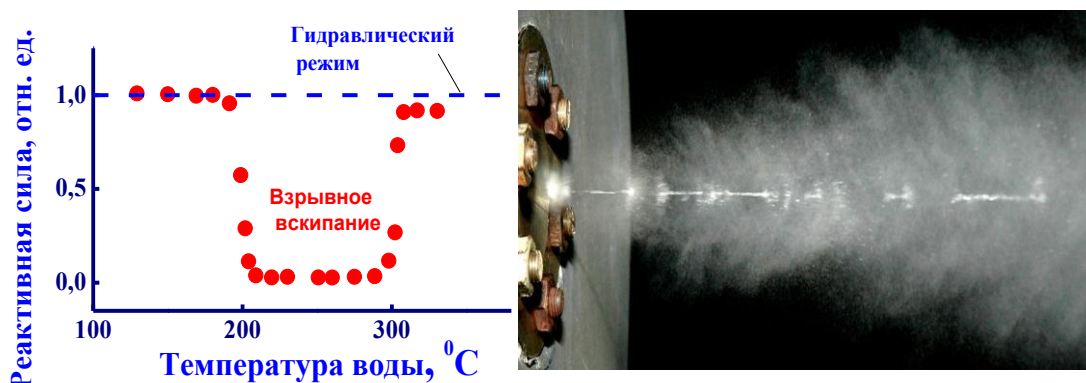 Реактивная сила, отн. ед.
Гидравлический
режим
1,0
0,5
0,0
Взрывное
вскипание
100
200
300
Температура воды, ⁰C